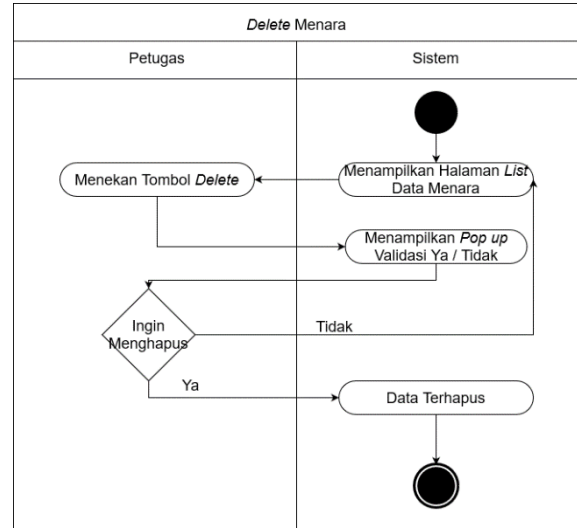 Delete Menara
Petugas
Sistem
Menampilkan Halaman List
Data Menara
Menekan Tombol Delete
Menampilkan Pop up
Validasi Ya / Tidak
Ingin
Menghapus
Tidak
Ya
Data Terhapus